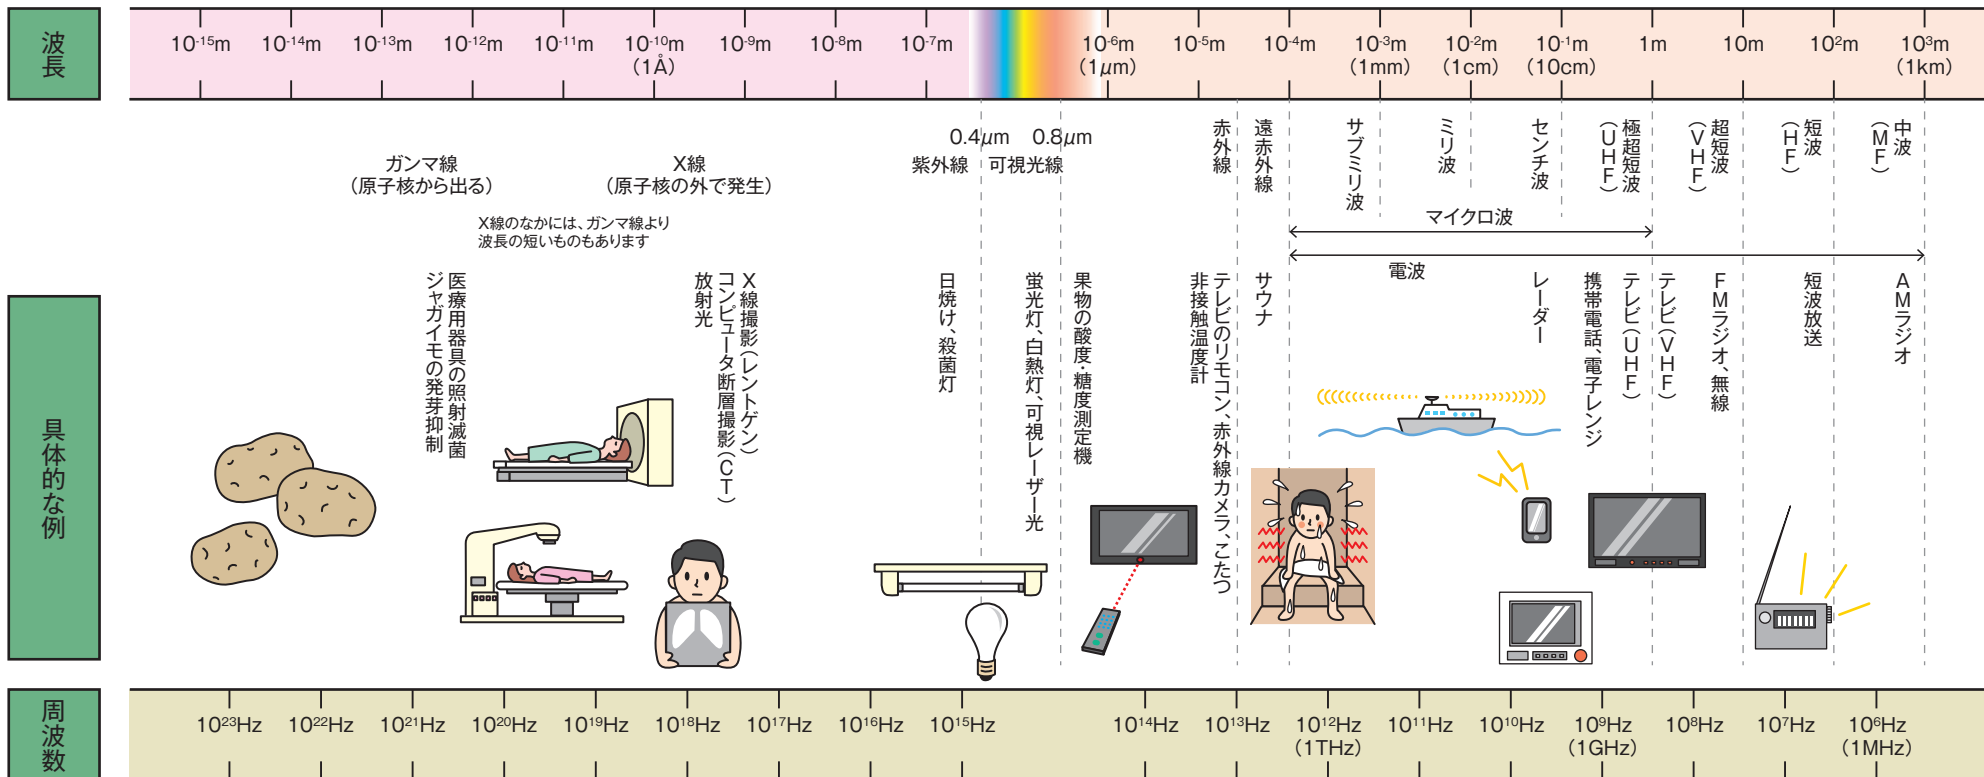 波長
10⁻¹⁵m
10⁻¹⁴m
10⁻¹³m
10⁻¹²m
10⁻¹¹m
10⁻¹⁰m
(1Å)
10⁻⁹m
10⁻⁸m
10⁻⁷m
10⁻⁶m
(1μm)
10⁻⁵m
10⁻⁴m
10⁻³m
(1mm)
10⁻²m
(1cm)
10⁻¹m
(10cm)
1m
10m
10²m
10³m
(1km)
0.4μm
0.8μm
ガンマ線
(原子核から出る)
X線
(原子核の外で発生)
X線のなかには、ガンマ線より
波長の短いものもあります
紫外線
可視光線
赤外線
遠赤外線
サブミリ波
ミリ波
センチ波
極超短波
(UHF)
超短波
(VHF)
短波
(HF)
中波
(MF)
マイクロ波
電波
具体的な例
医療用器具の照射滅菌
ジャガイモの発芽抑制
X線撮影(レントゲン)
コンピュータ断層撮影(CT)
放射光
日焼け、殺菌灯
蛍光灯、白熱灯、可視レーザー光
果物の酸度・糖度測定機
テレビのリモコン、赤外線カメラ、こたつ
非接触温度計
サウナ
レーダー
携帯電話、電子レンジ
テレビ(UHF)
テレビ(VHF)
FMラジオ、無線
短波放送
AMラジオ
周波数
10²³Hz
10²²Hz
10²¹Hz
10²⁰Hz
10¹⁹Hz
10¹⁸Hz
10¹⁷Hz
10¹⁶Hz
10¹⁵Hz
10¹⁴Hz
10¹³Hz
10¹²Hz
(1THz)
10¹¹Hz
10¹⁰Hz
10⁹Hz
(1GHz)
10⁸Hz
10⁷Hz
10⁶Hz
(1MHz)